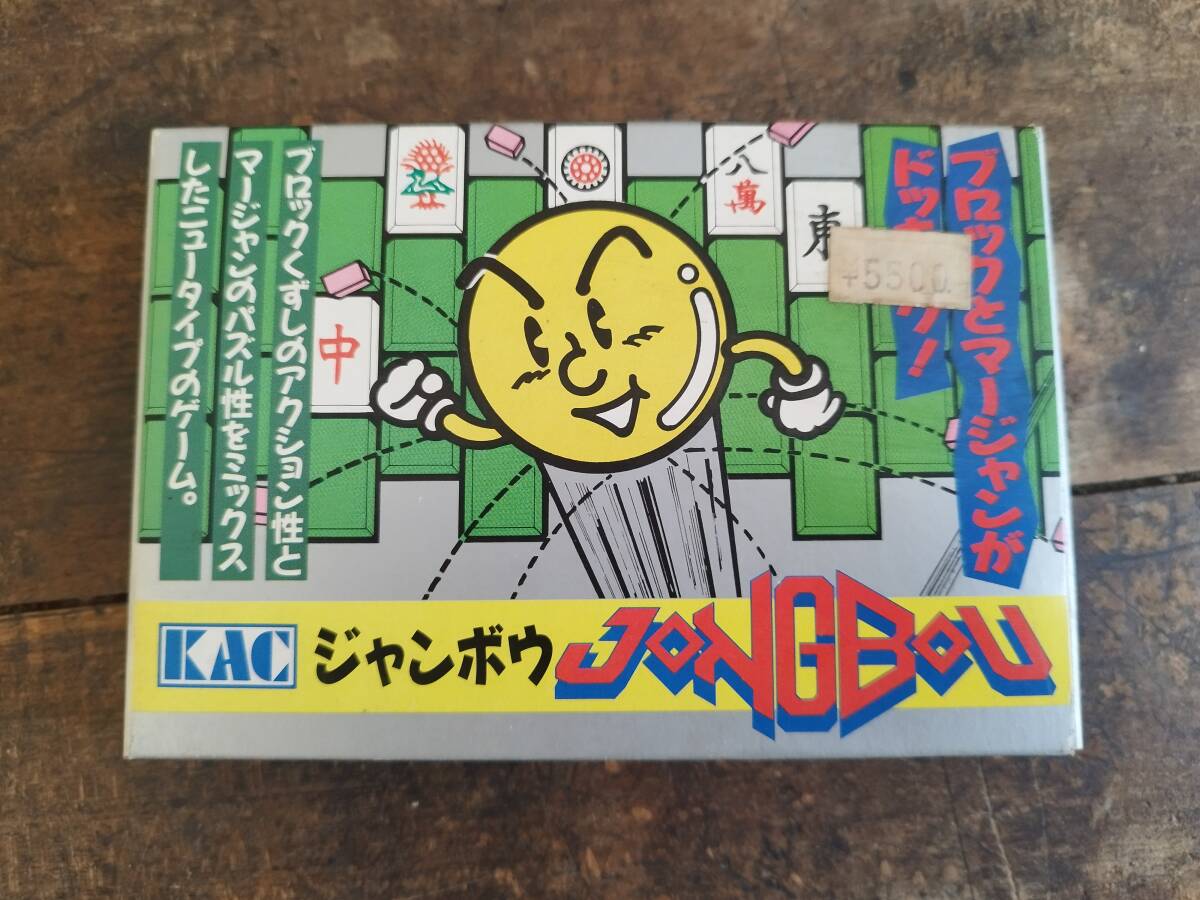 ブロックとマージャンが
ドッキング!
ブロックくずしのアクション性と
マージャンのパズル性をミックス
したニュータイプのゲーム。
八
萬
東
中
5500.
KAC
ジャンボウ
JONGBOU